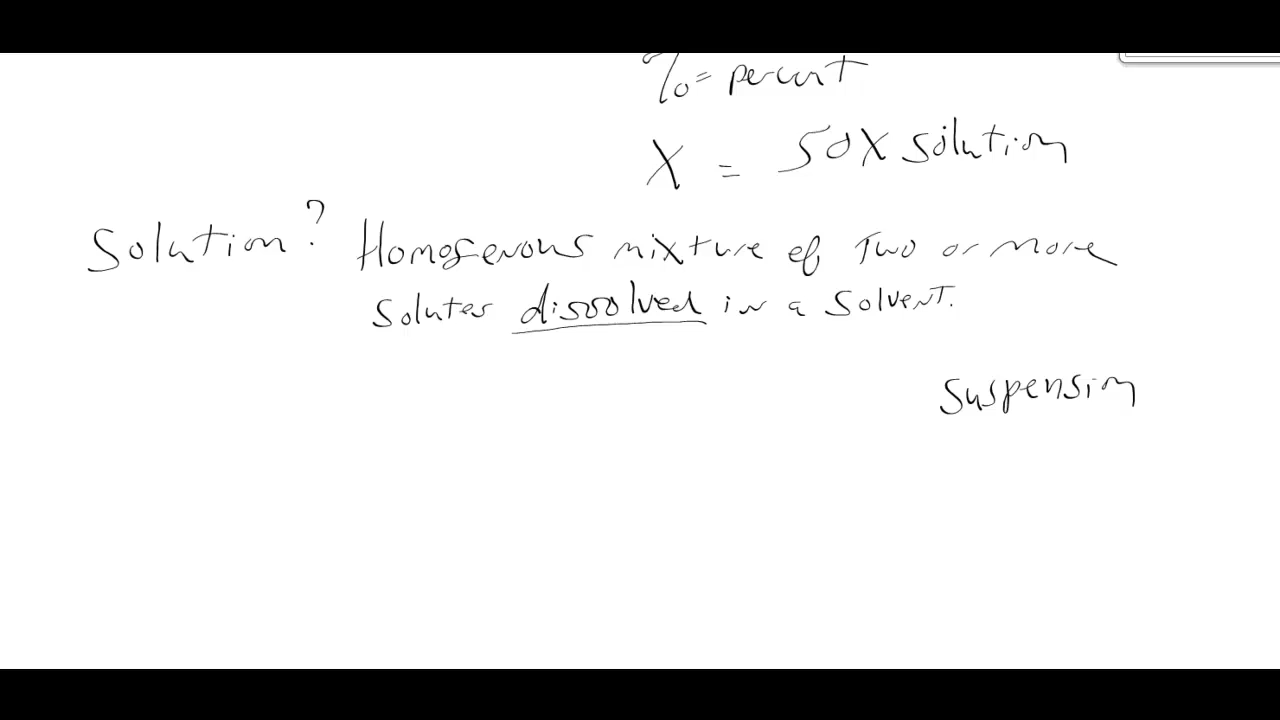 % = percent
X = 50X solution
Solution? Homogenous mixture of two or more
solutes dissolved in a solvent.
suspension